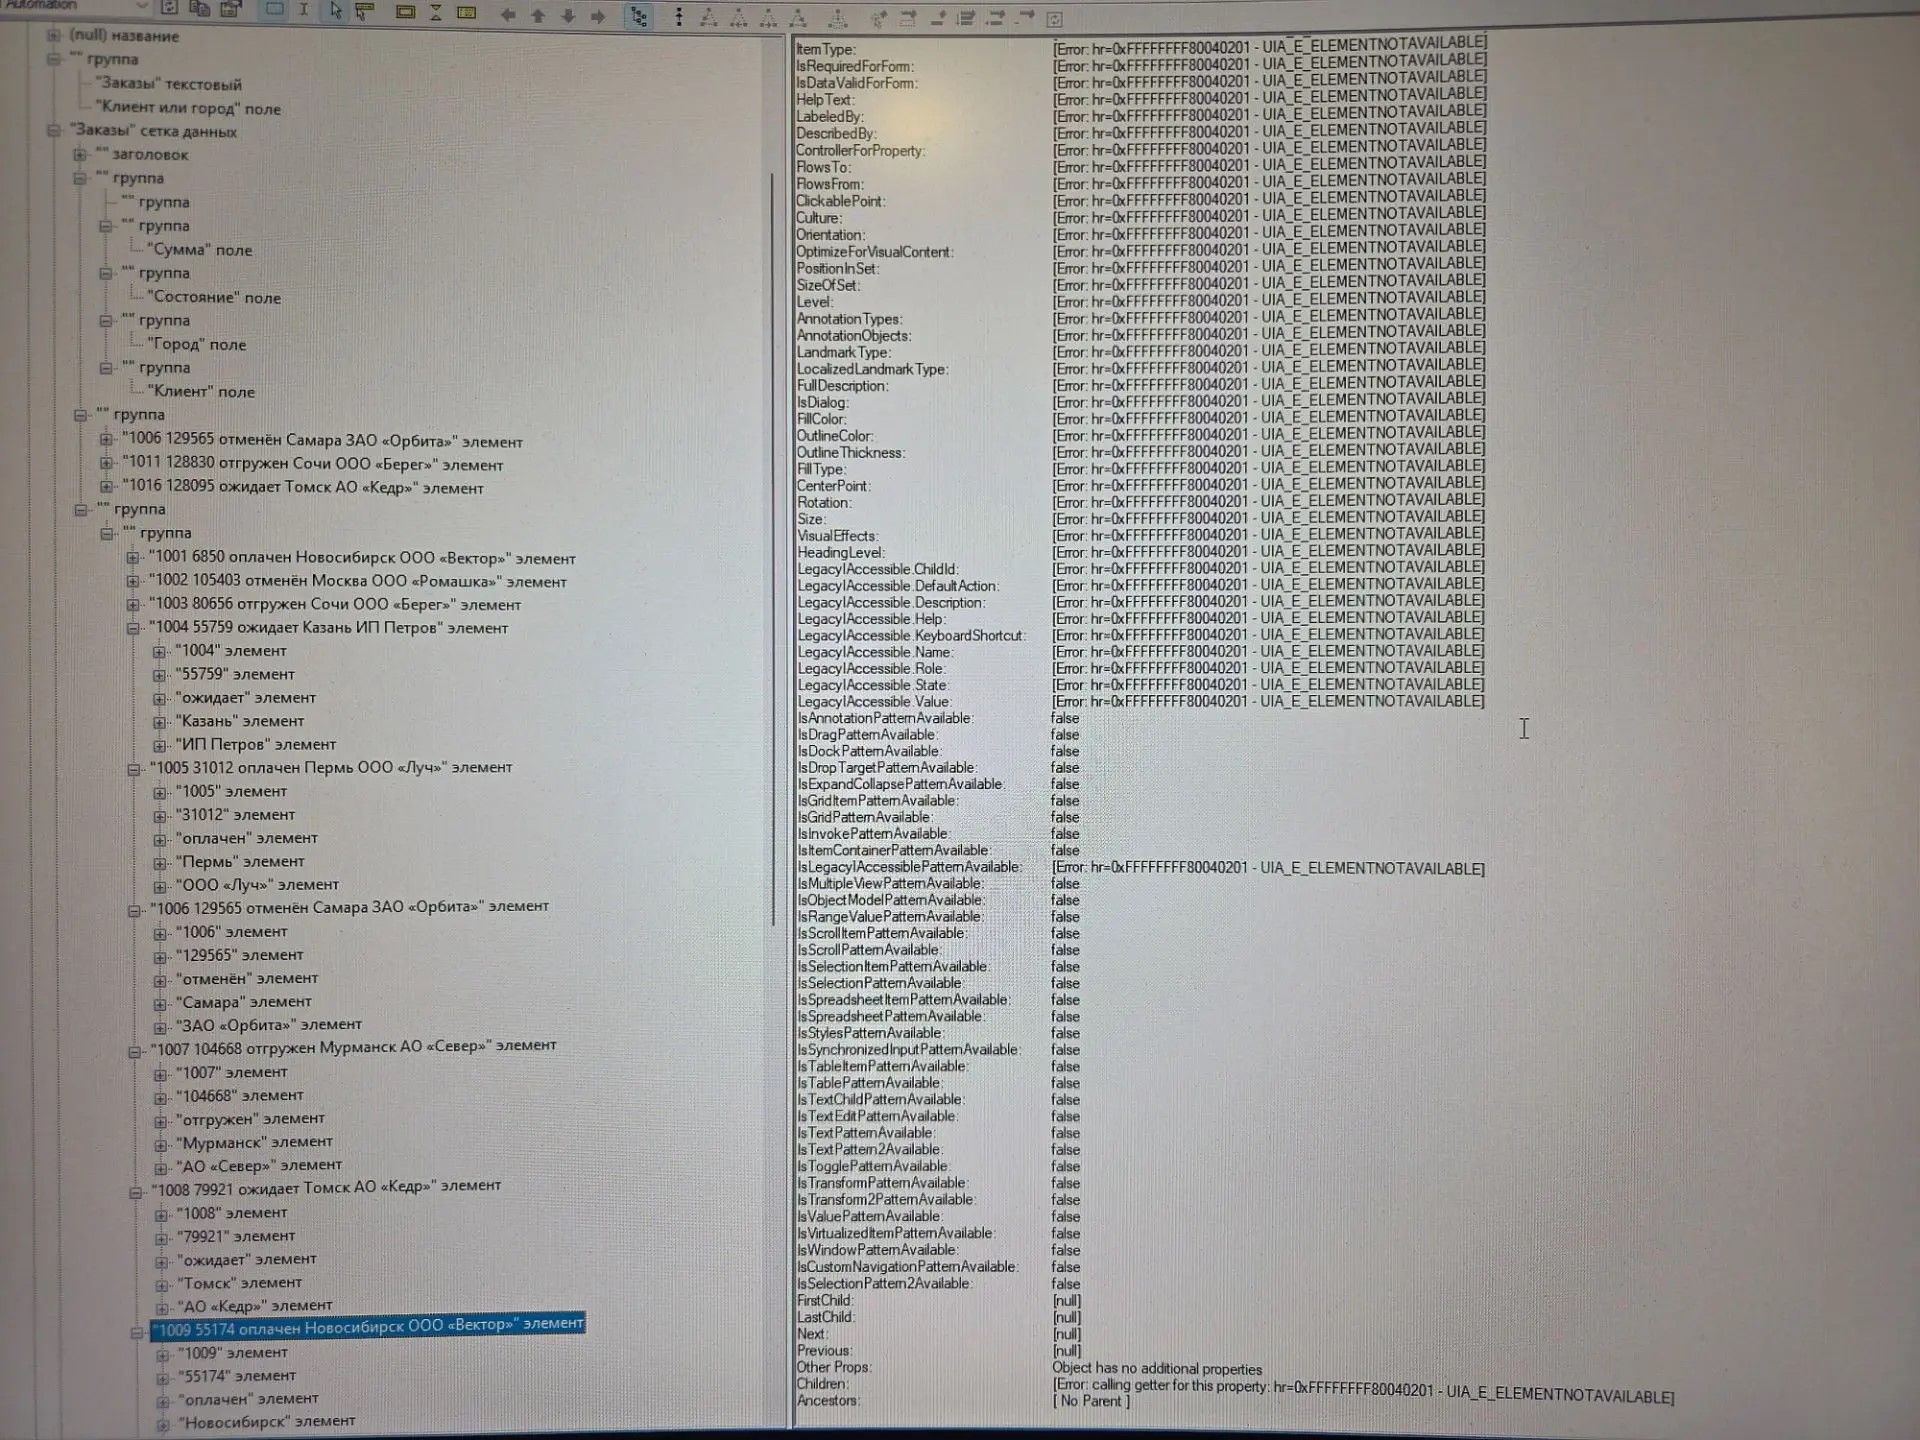 Automation
(null) название
"" группа
"Заказы" текстовый
"Клиент или город" поле
"Заказы" сетка данных
"" заголовок
"" группа
"" группа
"" группа
"Сумма" поле
"" группа
"Состояние" поле
"" группа
"Город" поле
"" группа
"Клиент" поле
"" группа
"1006 129565 отменён Самара ЗАО «Орбита»" элемент
"1011 128830 отгружен Сочи ООО «Берег»" элемент
"1016 128095 ожидает Томск АО «Кедр»" элемент
"" группа
"" группа
"1001 6850 оплачен Новосибирск ООО «Вектор»" элемент
"1002 105403 отменён Москва ООО «Ромашка»" элемент
"1003 80656 отгружен Сочи ООО «Берег»" элемент
"1004 55759 ожидает Казань ИП Петров" элемент
"1004" элемент
"55759" элемент
"ожидает" элемент
"Казань" элемент
"ИП Петров" элемент
"1005 31012 оплачен Пермь ООО «Луч»" элемент
"1005" элемент
"31012" элемент
"оплачен" элемент
"Пермь" элемент
"ООО «Луч»" элемент
"1006 129565 отменён Самара ЗАО «Орбита»" элемент
"1006" элемент
"129565" элемент
"отменён" элемент
"Самара" элемент
"ЗАО «Орбита»" элемент
"1007 104668 отгружен Мурманск АО «Север»" элемент
"1007" элемент
"104668" элемент
"отгружен" элемент
"Мурманск" элемент
"АО «Север»" элемент
"1008 79921 ожидает Томск АО «Кедр»" элемент
"1008" элемент
"79921" элемент
"ожидает" элемент
"Томск" элемент
"АО «Кедр»" элемент
"1009 55174 оплачен Новосибирск ООО «Вектор»" элемент
"1009" элемент
"55174" элемент
"оплачен" элемент
"Новосибирск" элемент
ItemType: [Error: hr=0xFFFFFFFF80040201 - UIA_E_ELEMENTNOTAVAILABLE]
IsRequiredForForm: [Error: hr=0xFFFFFFFF80040201 - UIA_E_ELEMENTNOTAVAILABLE]
IsDataValidForForm: [Error: hr=0xFFFFFFFF80040201 - UIA_E_ELEMENTNOTAVAILABLE]
HelpText: [Error: hr=0xFFFFFFFF80040201 - UIA_E_ELEMENTNOTAVAILABLE]
LabeledBy: [Error: hr=0xFFFFFFFF80040201 - UIA_E_ELEMENTNOTAVAILABLE]
DescribedBy: [Error: hr=0xFFFFFFFF80040201 - UIA_E_ELEMENTNOTAVAILABLE]
ControllerForProperty: [Error: hr=0xFFFFFFFF80040201 - UIA_E_ELEMENTNOTAVAILABLE]
FlowsTo: [Error: hr=0xFFFFFFFF80040201 - UIA_E_ELEMENTNOTAVAILABLE]
FlowsFrom: [Error: hr=0xFFFFFFFF80040201 - UIA_E_ELEMENTNOTAVAILABLE]
ClickablePoint: [Error: hr=0xFFFFFFFF80040201 - UIA_E_ELEMENTNOTAVAILABLE]
Culture: [Error: hr=0xFFFFFFFF80040201 - UIA_E_ELEMENTNOTAVAILABLE]
Orientation: [Error: hr=0xFFFFFFFF80040201 - UIA_E_ELEMENTNOTAVAILABLE]
OptimizeForVisualContent: [Error: hr=0xFFFFFFFF80040201 - UIA_E_ELEMENTNOTAVAILABLE]
PositionInSet: [Error: hr=0xFFFFFFFF80040201 - UIA_E_ELEMENTNOTAVAILABLE]
SizeOfSet: [Error: hr=0xFFFFFFFF80040201 - UIA_E_ELEMENTNOTAVAILABLE]
Level: [Error: hr=0xFFFFFFFF80040201 - UIA_E_ELEMENTNOTAVAILABLE]
AnnotationTypes: [Error: hr=0xFFFFFFFF80040201 - UIA_E_ELEMENTNOTAVAILABLE]
AnnotationObjects: [Error: hr=0xFFFFFFFF80040201 - UIA_E_ELEMENTNOTAVAILABLE]
LandmarkType: [Error: hr=0xFFFFFFFF80040201 - UIA_E_ELEMENTNOTAVAILABLE]
LocalizedLandmarkType: [Error: hr=0xFFFFFFFF80040201 - UIA_E_ELEMENTNOTAVAILABLE]
FullDescription: [Error: hr=0xFFFFFFFF80040201 - UIA_E_ELEMENTNOTAVAILABLE]
IsDialog: [Error: hr=0xFFFFFFFF80040201 - UIA_E_ELEMENTNOTAVAILABLE]
FillColor: [Error: hr=0xFFFFFFFF80040201 - UIA_E_ELEMENTNOTAVAILABLE]
OutlineColor: [Error: hr=0xFFFFFFFF80040201 - UIA_E_ELEMENTNOTAVAILABLE]
OutlineThickness: [Error: hr=0xFFFFFFFF80040201 - UIA_E_ELEMENTNOTAVAILABLE]
FillType: [Error: hr=0xFFFFFFFF80040201 - UIA_E_ELEMENTNOTAVAILABLE]
CenterPoint: [Error: hr=0xFFFFFFFF80040201 - UIA_E_ELEMENTNOTAVAILABLE]
Rotation: [Error: hr=0xFFFFFFFF80040201 - UIA_E_ELEMENTNOTAVAILABLE]
Size: [Error: hr=0xFFFFFFFF80040201 - UIA_E_ELEMENTNOTAVAILABLE]
VisualEffects: [Error: hr=0xFFFFFFFF80040201 - UIA_E_ELEMENTNOTAVAILABLE]
HeadingLevel: [Error: hr=0xFFFFFFFF80040201 - UIA_E_ELEMENTNOTAVAILABLE]
LegacyIAccessible.ChildId: [Error: hr=0xFFFFFFFF80040201 - UIA_E_ELEMENTNOTAVAILABLE]
LegacyIAccessible.DefaultAction: [Error: hr=0xFFFFFFFF80040201 - UIA_E_ELEMENTNOTAVAILABLE]
LegacyIAccessible.Description: [Error: hr=0xFFFFFFFF80040201 - UIA_E_ELEMENTNOTAVAILABLE]
LegacyIAccessible.Help: [Error: hr=0xFFFFFFFF80040201 - UIA_E_ELEMENTNOTAVAILABLE]
LegacyIAccessible.KeyboardShortcut: [Error: hr=0xFFFFFFFF80040201 - UIA_E_ELEMENTNOTAVAILABLE]
LegacyIAccessible.Name: [Error: hr=0xFFFFFFFF80040201 - UIA_E_ELEMENTNOTAVAILABLE]
LegacyIAccessible.Role: [Error: hr=0xFFFFFFFF80040201 - UIA_E_ELEMENTNOTAVAILABLE]
LegacyIAccessible.State: [Error: hr=0xFFFFFFFF80040201 - UIA_E_ELEMENTNOTAVAILABLE]
LegacyIAccessible.Value: [Error: hr=0xFFFFFFFF80040201 - UIA_E_ELEMENTNOTAVAILABLE]
IsAnnotationPatternAvailable: false
IsDragPatternAvailable: false
IsDockPatternAvailable: false
IsDropTargetPatternAvailable: false
IsExpandCollapsePatternAvailable: false
IsGridItemPatternAvailable: false
IsGridPatternAvailable: false
IsInvokePatternAvailable: false
IsItemContainerPatternAvailable: false
IsLegacyIAccessiblePatternAvailable: [Error: hr=0xFFFFFFFF80040201 - UIA_E_ELEMENTNOTAVAILABLE]
IsMultipleViewPatternAvailable: false
IsObjectModelPatternAvailable: false
IsRangeValuePatternAvailable: false
IsScrollItemPatternAvailable: false
IsScrollPatternAvailable: false
IsSelectionItemPatternAvailable: false
IsSelectionPatternAvailable: false
IsSpreadsheetItemPatternAvailable: false
IsSpreadsheetPatternAvailable: false
IsStylesPatternAvailable: false
IsSynchronizedInputPatternAvailable: false
IsTableItemPatternAvailable: false
IsTablePatternAvailable: false
IsTextChildPatternAvailable: false
IsTextEditPatternAvailable: false
IsTextPatternAvailable: false
IsTextPattern2Available: false
IsTogglePatternAvailable: false
IsTransformPatternAvailable: false
IsTransform2PatternAvailable: false
IsValuePatternAvailable: false
IsVirtualizedItemPatternAvailable: false
IsWindowPatternAvailable: false
IsCustomNavigationPatternAvailable: false
IsSelectionPattern2Available: false
FirstChild: [null]
LastChild: [null]
Next: [null]
Previous: [null]
Other Props: Object has no additional properties
Children: [Error: calling getter for this property: hr=0xFFFFFFFF80040201 - UIA_E_ELEMENTNOTAVAILABLE]
Ancestors: [ No Parent ]